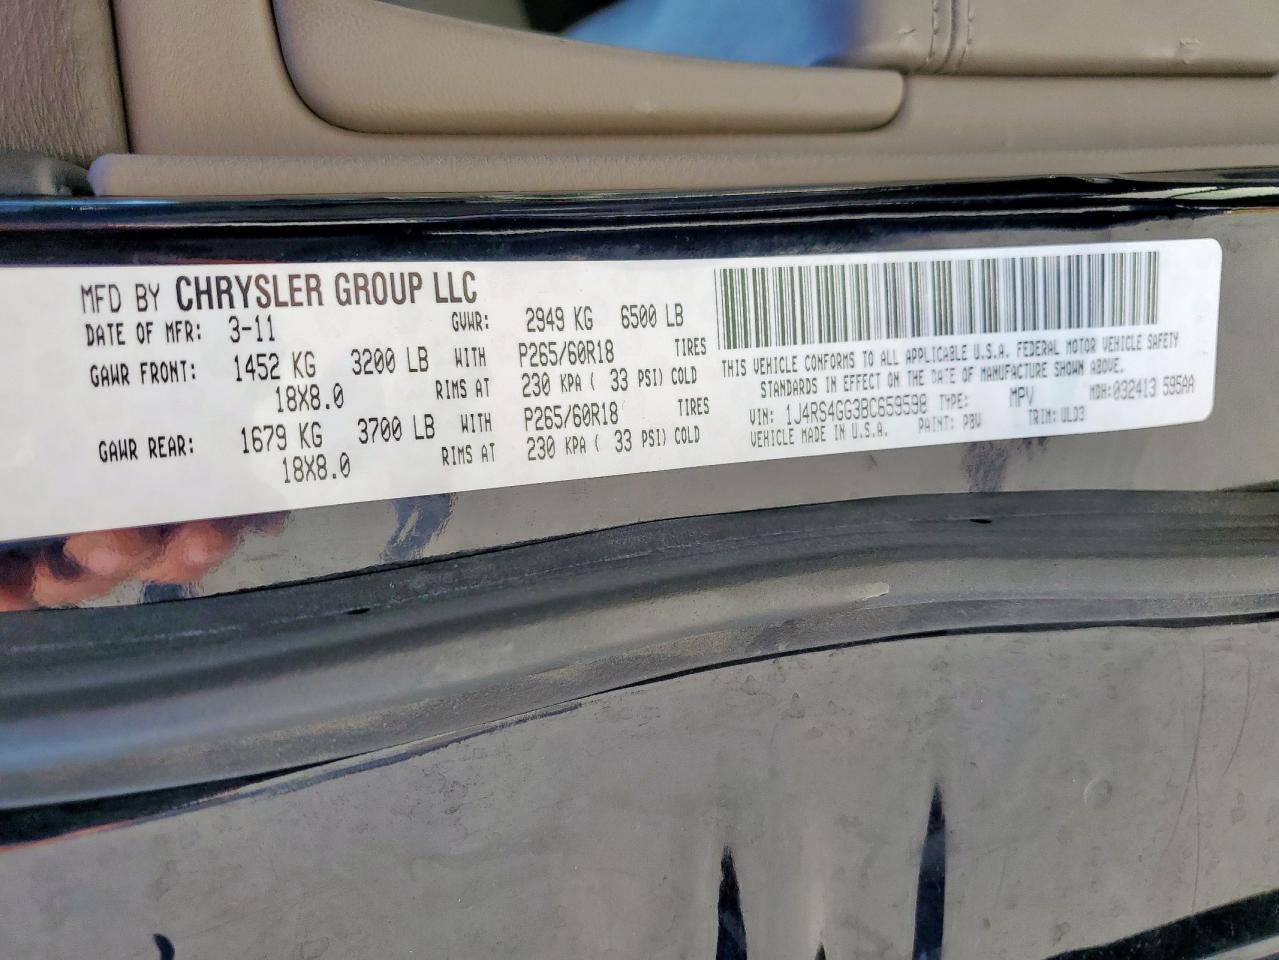 MFD BY CHRYSLER GROUP LLC
DATE OF MFR: 3-11 GVWR: 2949 KG 6500 LB
GAWR FRONT: 1452 KG 3200 LB WITH P265/60R18 TIRES
18X8.0 RIMS AT 230 KPA ( 33 PSI) COLD
GAWR REAR: 1679 KG 3700 LB WITH P265/60R18 TIRES
18X8.0 RIMS AT 230 KPA ( 33 PSI) COLD
THIS VEHICLE CONFORMS TO ALL APPLICABLE U.S.A. FEDERAL MOTOR VEHICLE SAFETY
STANDARDS IN EFFECT ON THE DATE OF MANUFACTURE SHOWN ABOVE.
VIN: 1J4RS4GG3BC659598 TYPE: MPV MDH:032413 595AA
VEHICLE MADE IN U.S.A. PAINT: PBV TRIM: ULD3